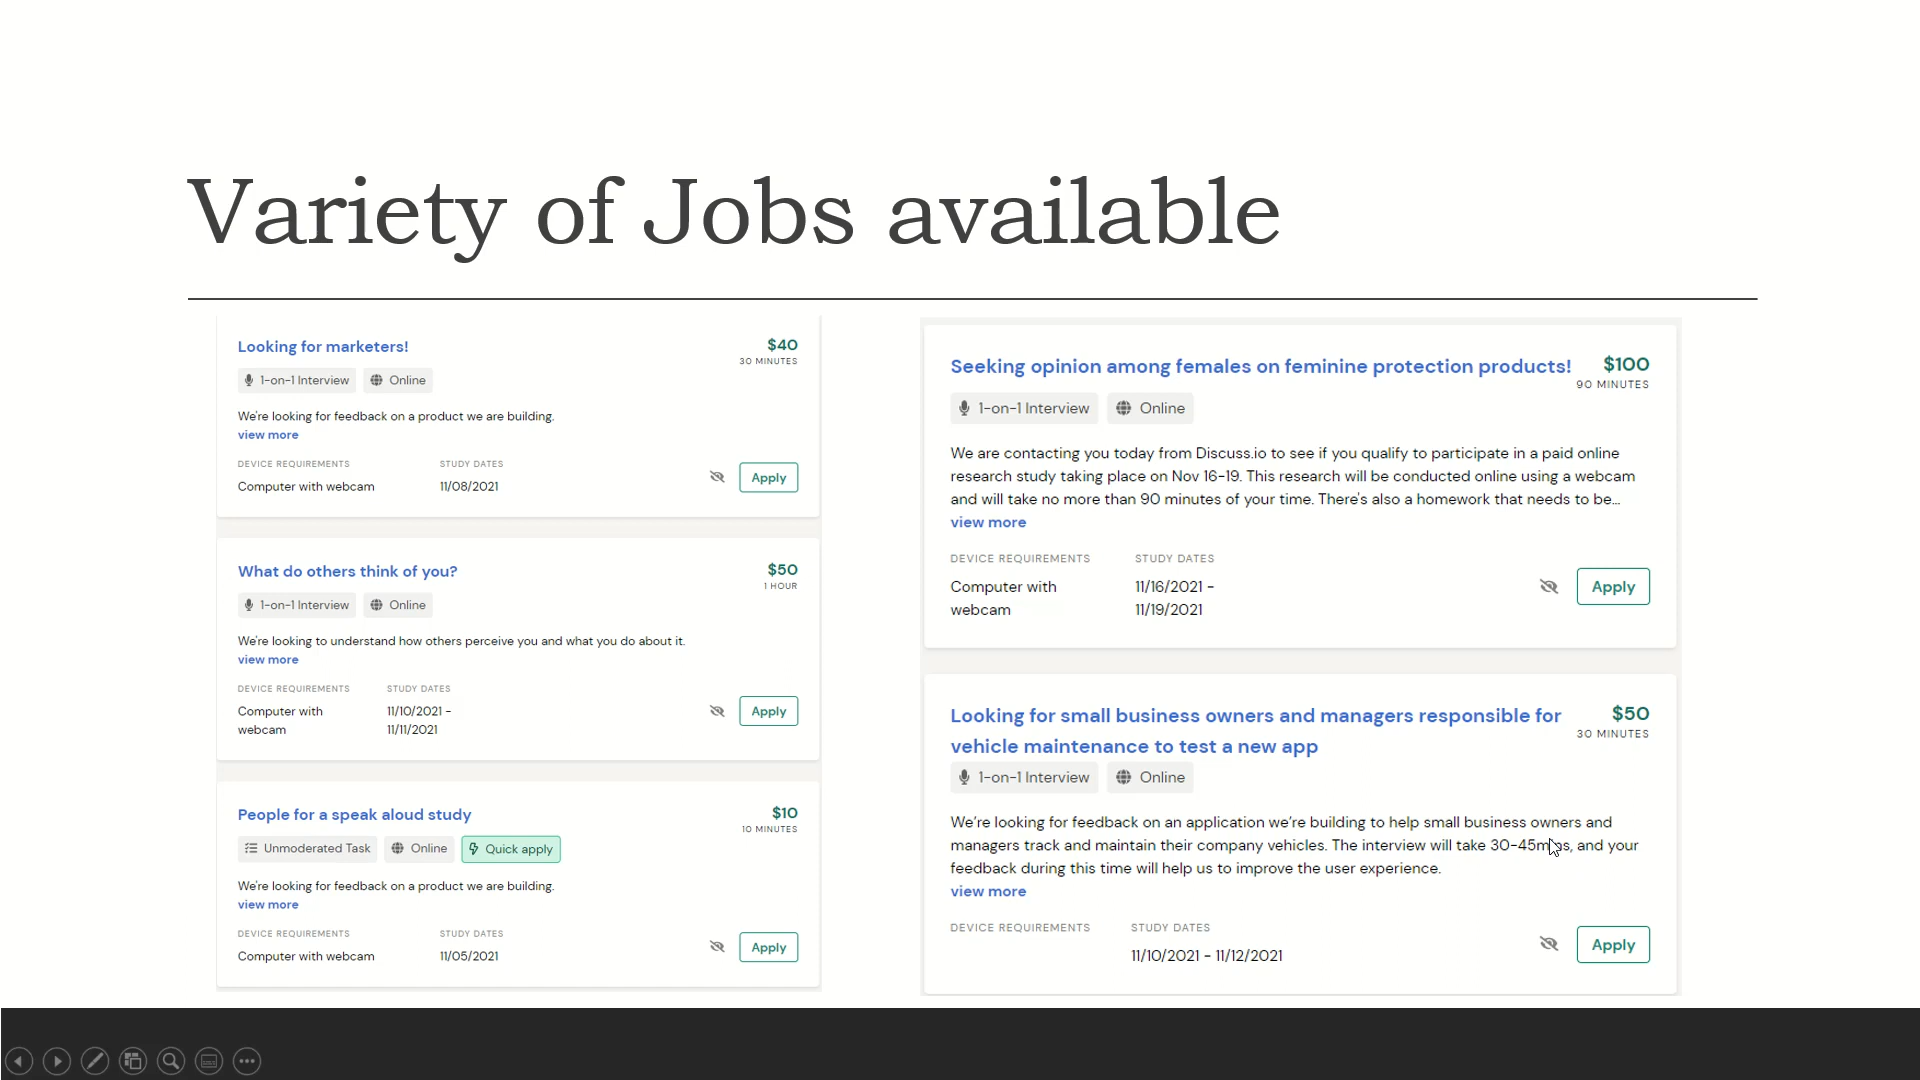 Variety of Jobs available
Looking for marketers!
$40
30 MINUTES
1-on-1 Interview
Online
We're looking for feedback on a product we are building.
view more
DEVICE REQUIREMENTS
STUDY DATES
Computer with webcam
11/08/2021
Apply
What do others think of you?
$50
1 HOUR
1-on-1 Interview
Online
We're looking to understand how others perceive you and what you do about it.
view more
DEVICE REQUIREMENTS
STUDY DATES
Computer with
webcam
11/10/2021 -
11/11/2021
Apply
People for a speak aloud study
$10
10 MINUTES
Unmoderated Task
Online
Quick apply
We're looking for feedback on a product we are building.
view more
DEVICE REQUIREMENTS
STUDY DATES
Computer with webcam
11/05/2021
Apply
Seeking opinion among females on feminine protection products!
$100
90 MINUTES
1-on-1 Interview
Online
We are contacting you today from Discuss.io to see if you qualify to participate in a paid online
research study taking place on Nov 16-19. This research will be conducted online using a webcam
and will take no more than 90 minutes of your time. There's also a homework that needs to be...
view more
DEVICE REQUIREMENTS
STUDY DATES
Computer with
webcam
11/16/2021 -
11/19/2021
Apply
Looking for small business owners and managers responsible for
vehicle maintenance to test a new app
$50
30 MINUTES
1-on-1 Interview
Online
We're looking for feedback on an application we're building to help small business owners and
managers track and maintain their company vehicles. The interview will take 30-45mins, and your
feedback during this time will help us to improve the user experience.
view more
DEVICE REQUIREMENTS
STUDY DATES
11/10/2021 - 11/12/2021
Apply